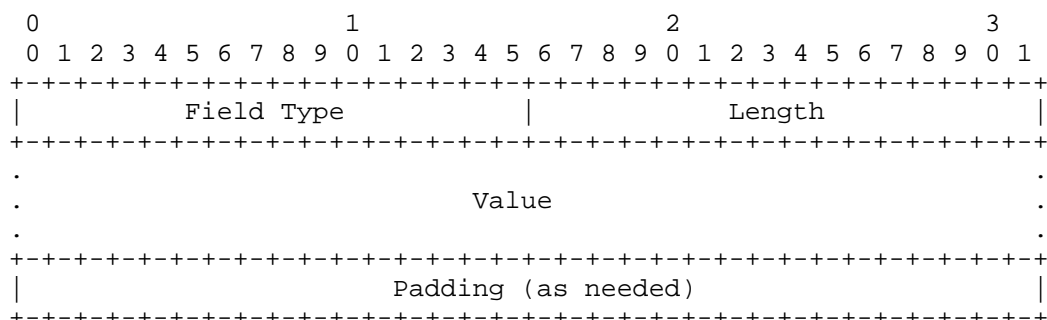 0                   1                   2                   3
 0 1 2 3 4 5 6 7 8 9 0 1 2 3 4 5 6 7 8 9 0 1 2 3 4 5 6 7 8 9 0 1
+-+-+-+-+-+-+-+-+-+-+-+-+-+-+-+-+-+-+-+-+-+-+-+-+-+-+-+-+-+-+-+-+
|          Field Type           |            Length             |
+-+-+-+-+-+-+-+-+-+-+-+-+-+-+-+-+-+-+-+-+-+-+-+-+-+-+-+-+-+-+-+-+
.                                                               .
.                            Value                              .
.                                                               .
+-+-+-+-+-+-+-+-+-+-+-+-+-+-+-+-+-+-+-+-+-+-+-+-+-+-+-+-+-+-+-+-+
|                       Padding (as needed)                     |
+-+-+-+-+-+-+-+-+-+-+-+-+-+-+-+-+-+-+-+-+-+-+-+-+-+-+-+-+-+-+-+-+